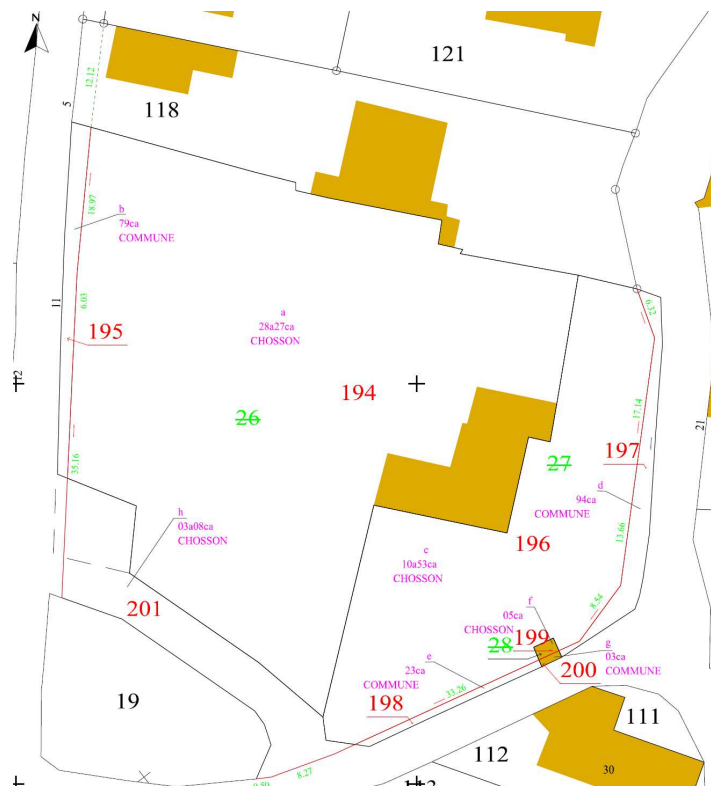 121
12.12
118
5
18.97
b
79ca
COMMUNE
6.03
11
a
28a27ca
CHOSSON
6.32
195
194
26
17.14
21
27
197
35.16
d
94ca
COMMUNE
h
03a08ca
CHOSSON
196
13.66
c
10a53ca
CHOSSON
201
f
05ca
CHOSSON
8.54
28
199
g
03ca
COMMUNE
200
e
23ca
COMMUNE
33.26
198
19
111
112
30
8.27